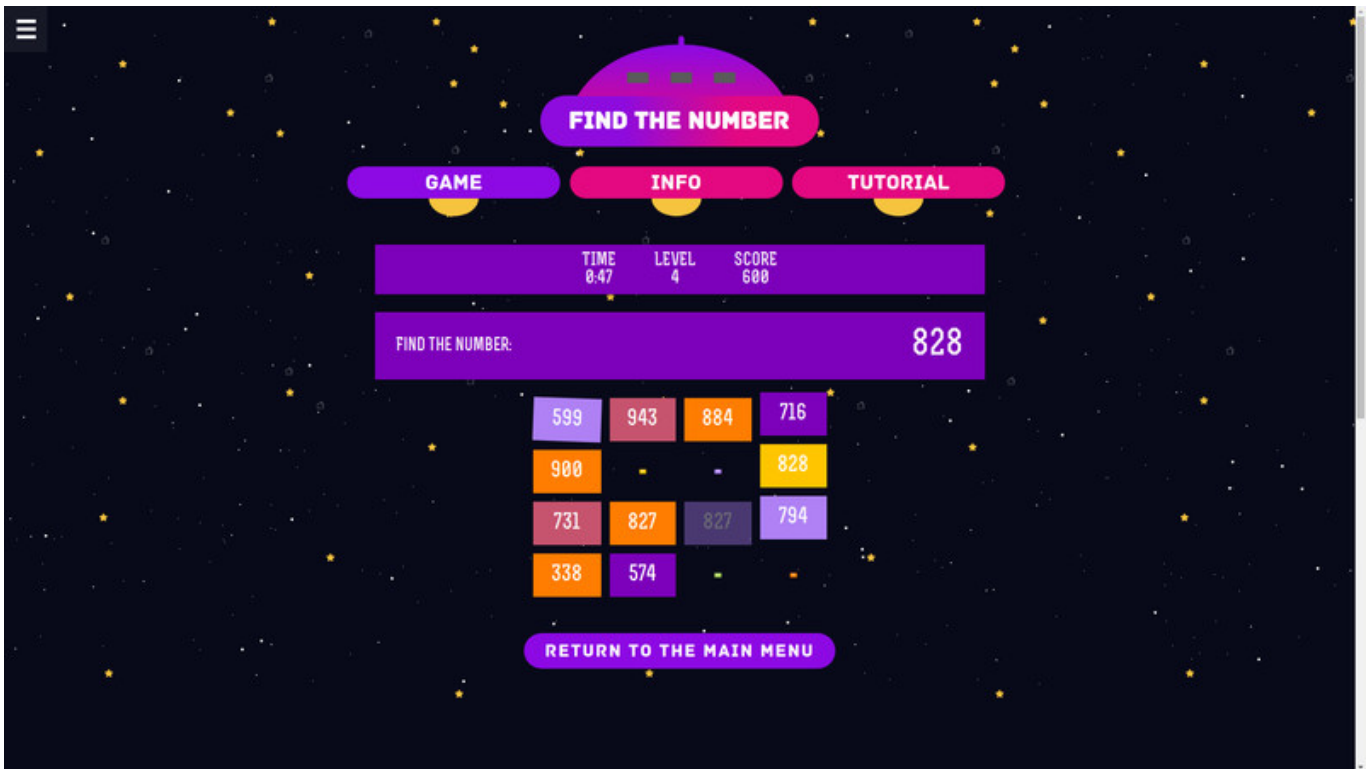 FIND THE NUMBER
GAME INFO TUTORIAL
TIME LEVEL SCORE
0:47 4 600
FIND THE NUMBER: 828
599 943 884 716
900 828
731 827 827 794
338 574
RETURN TO THE MAIN MENU